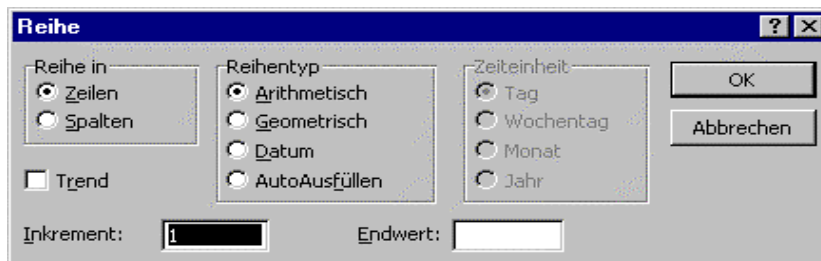 Reihe
Reihe in
Zeilen
Spalten
Trend
Reihentyp
Arithmetisch
Geometrisch
Datum
AutoAusfüllen
Zeiteinheit
Tag
Wochentag
Monat
Jahr
OK
Abbrechen
Inkrement: 1
Endwert: